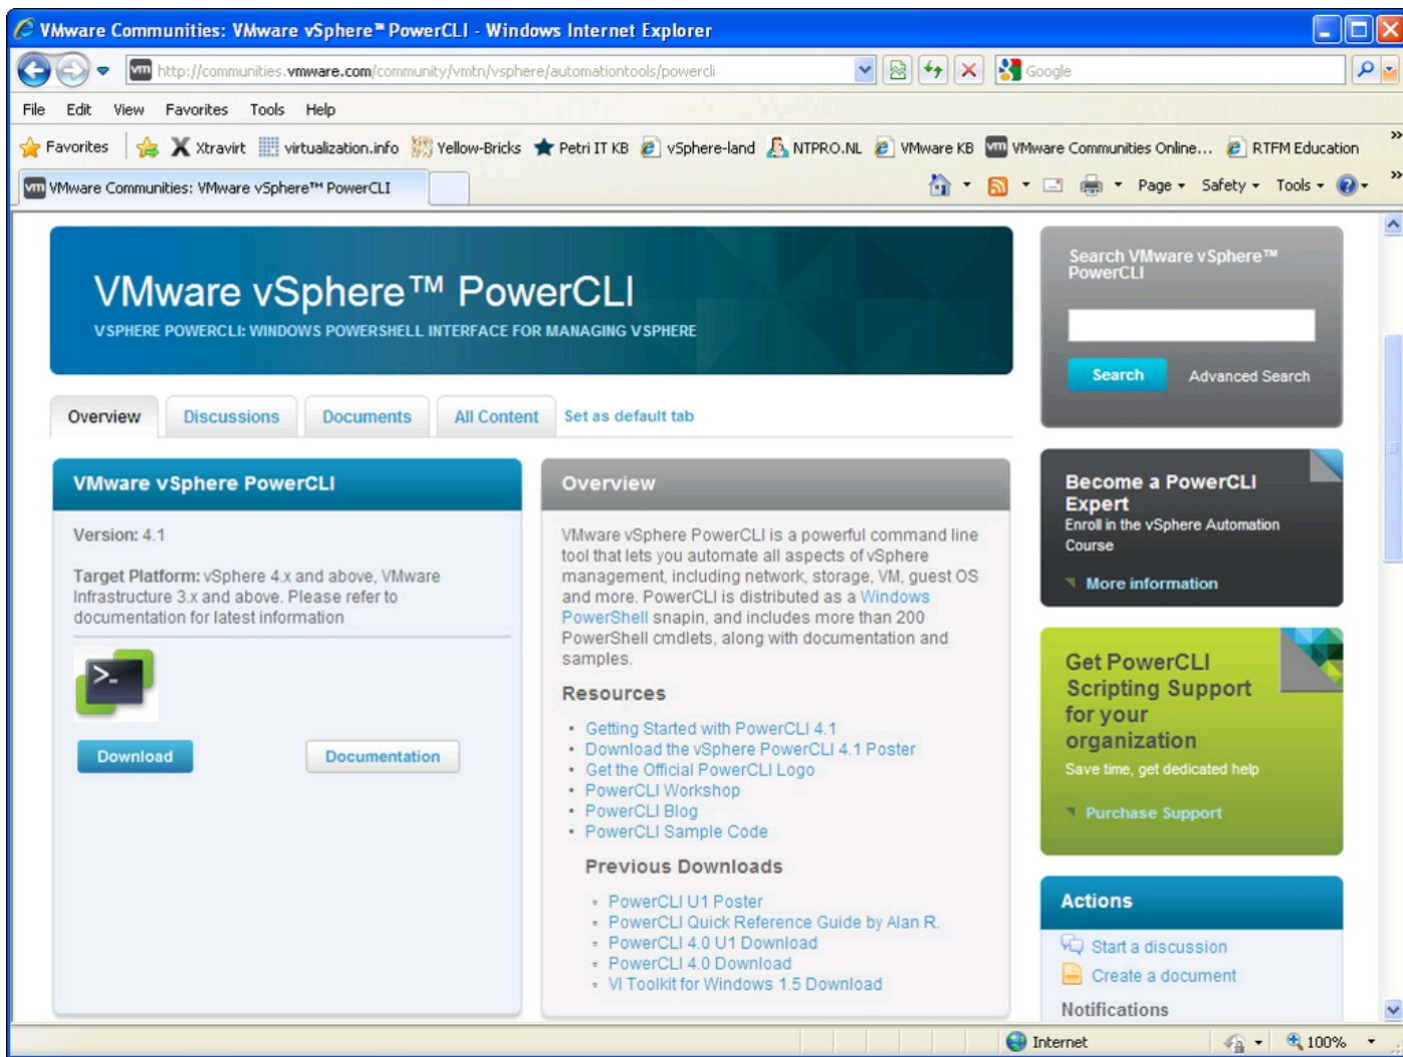 VMware Communities: VMware vSphere™ PowerCLI - Windows Internet Explorer
vm http://communities.vmware.com/community/vmtn/vsphere/automationtools/powercli
Google
File Edit View Favorites Tools Help
Favorites Xtravirt virtualization.info Yellow-Bricks Petri IT KB vSphere-land NTPRO.NL VMware KB vm VMware Communities Online... RTFM Education »
vm VMware Communities: VMware vSphere™ PowerCLI
Page Safety Tools »
VMware vSphere™ PowerCLI
VSPHERE POWERCLI: WINDOWS POWERSHELL INTERFACE FOR MANAGING VSPHERE
Overview Discussions Documents All Content Set as default tab
VMware vSphere PowerCLI
Version: 4.1
Target Platform: vSphere 4.x and above, VMware
Infrastructure 3.x and above. Please refer to
documentation for latest information
>_
Download Documentation
Overview
VMware vSphere PowerCLI is a powerful command line
tool that lets you automate all aspects of vSphere
management, including network, storage, VM, guest OS
and more. PowerCLI is distributed as a Windows
PowerShell snapin, and includes more than 200
PowerShell cmdlets, along with documentation and
samples.
Resources
• Getting Started with PowerCLI 4.1
• Download the vSphere PowerCLI 4.1 Poster
• Get the Official PowerCLI Logo
• PowerCLI Workshop
• PowerCLI Blog
• PowerCLI Sample Code
Previous Downloads
◦ PowerCLI U1 Poster
◦ PowerCLI Quick Reference Guide by Alan R.
◦ PowerCLI 4.0 U1 Download
◦ PowerCLI 4.0 Download
◦ VI Toolkit for Windows 1.5 Download
Search VMware vSphere™
PowerCLI
Search Advanced Search
Become a PowerCLI
Expert
Enroll in the vSphere Automation
Course
More information
Get PowerCLI
Scripting Support
for your
organization
Save time, get dedicated help
Purchase Support
Actions
Start a discussion
Create a document
Notifications
Internet 100%